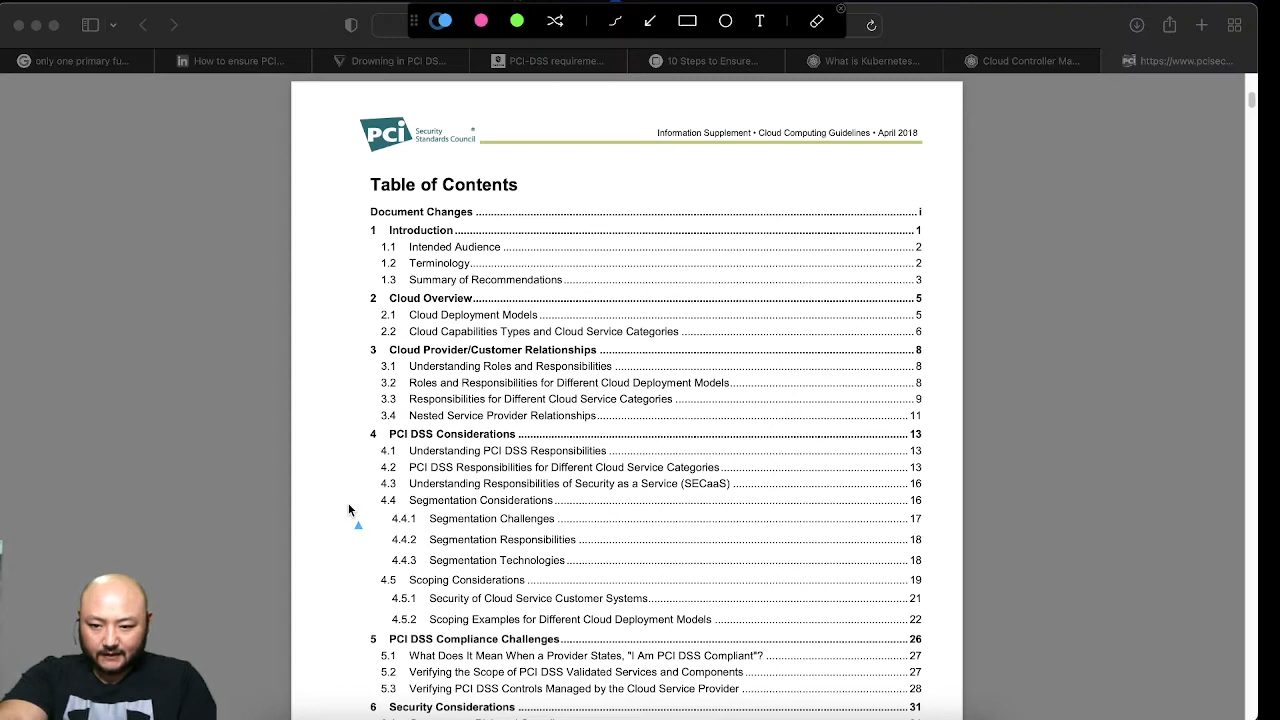 only one primary fu...
How to ensure PCI...
Drowning in PCI DS...
PCI-DSS requireme...
10 Steps to Ensure...
What is Kubernetes...
Cloud Controller Ma...
https://www.pcisec...
PCi Security Standards Council
Information Supplement • Cloud Computing Guidelines • April 2018
Table of Contents
Document Changes i
1 Introduction 1
1.1 Intended Audience 2
1.2 Terminology 2
1.3 Summary of Recommendations 3
2 Cloud Overview 5
2.1 Cloud Deployment Models 5
2.2 Cloud Capabilities Types and Cloud Service Categories 6
3 Cloud Provider/Customer Relationships 8
3.1 Understanding Roles and Responsibilities 8
3.2 Roles and Responsibilities for Different Cloud Deployment Models 8
3.3 Responsibilities for Different Cloud Service Categories 9
3.4 Nested Service Provider Relationships 11
4 PCI DSS Considerations 13
4.1 Understanding PCI DSS Responsibilities 13
4.2 PCI DSS Responsibilities for Different Cloud Service Categories 13
4.3 Understanding Responsibilities of Security as a Service (SECaaS) 16
4.4 Segmentation Considerations 16
4.4.1 Segmentation Challenges 17
4.4.2 Segmentation Responsibilities 18
4.4.3 Segmentation Technologies 18
4.5 Scoping Considerations 19
4.5.1 Security of Cloud Service Customer Systems 21
4.5.2 Scoping Examples for Different Cloud Deployment Models 22
5 PCI DSS Compliance Challenges 26
5.1 What Does It Mean When a Provider States, "I Am PCI DSS Compliant"? 27
5.2 Verifying the Scope of PCI DSS Validated Services and Components 27
5.3 Verifying PCI DSS Controls Managed by the Cloud Service Provider 28
6 Security Considerations 31